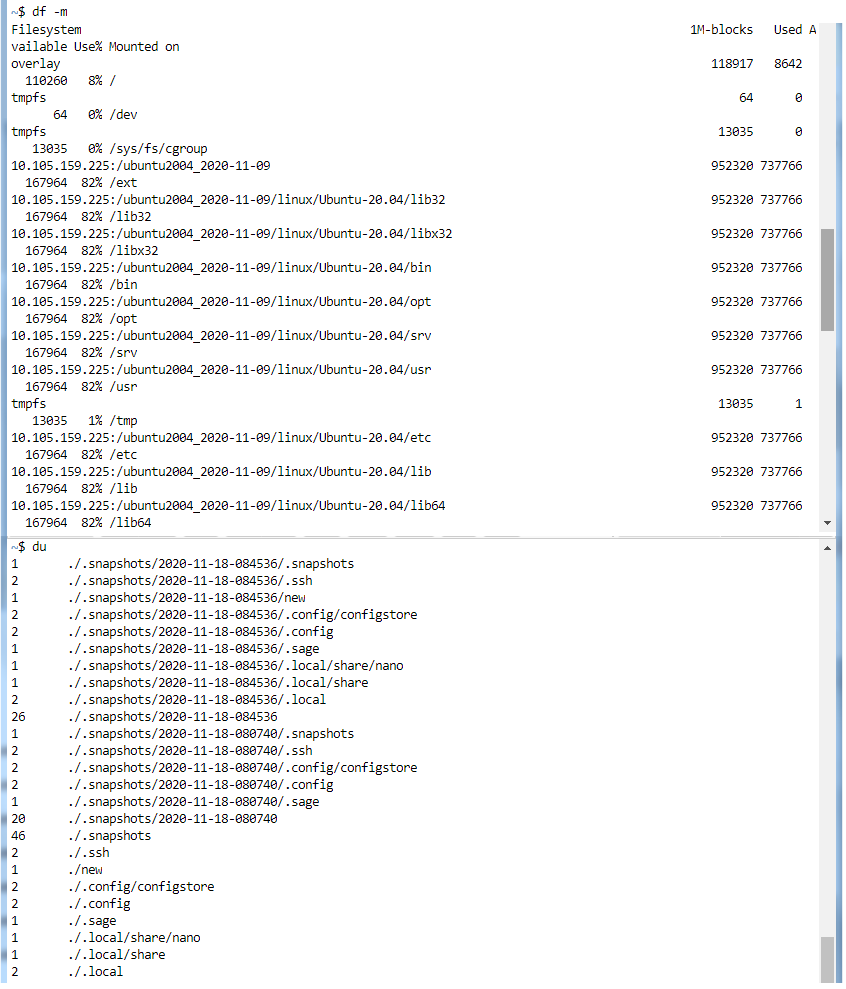 ~$ df -m
Filesystem 1M-blocks Used A
vailable Use% Mounted on
overlay 118917 8642
110260 8% /
tmpfs 64 0
64 0% /dev
tmpfs 13035 0
13035 0% /sys/fs/cgroup
10.105.159.225:/ubuntu2004_2020-11-09 952320 737766
167964 82% /ext
10.105.159.225:/ubuntu2004_2020-11-09/linux/Ubuntu-20.04/lib32 952320 737766
167964 82% /lib32
10.105.159.225:/ubuntu2004_2020-11-09/linux/Ubuntu-20.04/libx32 952320 737766
167964 82% /libx32
10.105.159.225:/ubuntu2004_2020-11-09/linux/Ubuntu-20.04/bin 952320 737766
167964 82% /bin
10.105.159.225:/ubuntu2004_2020-11-09/linux/Ubuntu-20.04/opt 952320 737766
167964 82% /opt
10.105.159.225:/ubuntu2004_2020-11-09/linux/Ubuntu-20.04/srv 952320 737766
167964 82% /srv
10.105.159.225:/ubuntu2004_2020-11-09/linux/Ubuntu-20.04/usr 952320 737766
167964 82% /usr
tmpfs 13035 1
13035 1% /tmp
10.105.159.225:/ubuntu2004_2020-11-09/linux/Ubuntu-20.04/etc 952320 737766
167964 82% /etc
10.105.159.225:/ubuntu2004_2020-11-09/linux/Ubuntu-20.04/lib 952320 737766
167964 82% /lib
10.105.159.225:/ubuntu2004_2020-11-09/linux/Ubuntu-20.04/lib64 952320 737766
167964 82% /lib64
~$ du
1 ./.snapshots/2020-11-18-084536/.snapshots
2 ./.snapshots/2020-11-18-084536/.ssh
1 ./.snapshots/2020-11-18-084536/new
2 ./.snapshots/2020-11-18-084536/.config/configstore
2 ./.snapshots/2020-11-18-084536/.config
1 ./.snapshots/2020-11-18-084536/.sage
1 ./.snapshots/2020-11-18-084536/.local/share/nano
1 ./.snapshots/2020-11-18-084536/.local/share
2 ./.snapshots/2020-11-18-084536/.local
26 ./.snapshots/2020-11-18-084536
1 ./.snapshots/2020-11-18-080740/.snapshots
2 ./.snapshots/2020-11-18-080740/.ssh
2 ./.snapshots/2020-11-18-080740/.config/configstore
2 ./.snapshots/2020-11-18-080740/.config
1 ./.snapshots/2020-11-18-080740/.sage
20 ./.snapshots/2020-11-18-080740
46 ./.snapshots
2 ./.ssh
1 ./new
2 ./.config/configstore
2 ./.config
1 ./.sage
1 ./.local/share/nano
1 ./.local/share
2 ./.local